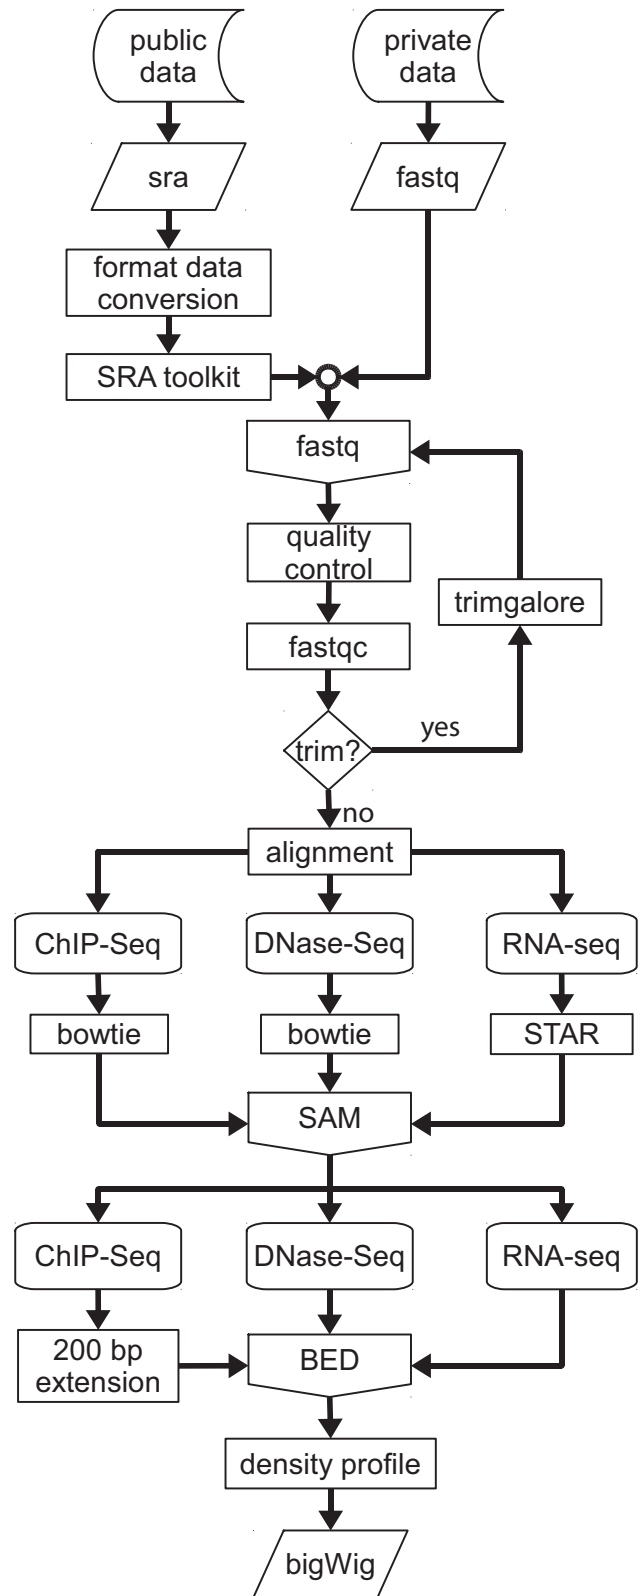 public
data
private
data
sra
fastq
format data
conversion
SRA toolkit
fastq
quality
control
trimgalore
fastqc
trim?
yes
no
alignment
ChIP-Seq
DNase-Seq
RNA-seq
bowtie
bowtie
STAR
SAM
ChIP-Seq
DNase-Seq
RNA-seq
200 bp
extension
BED
density profile
bigWig